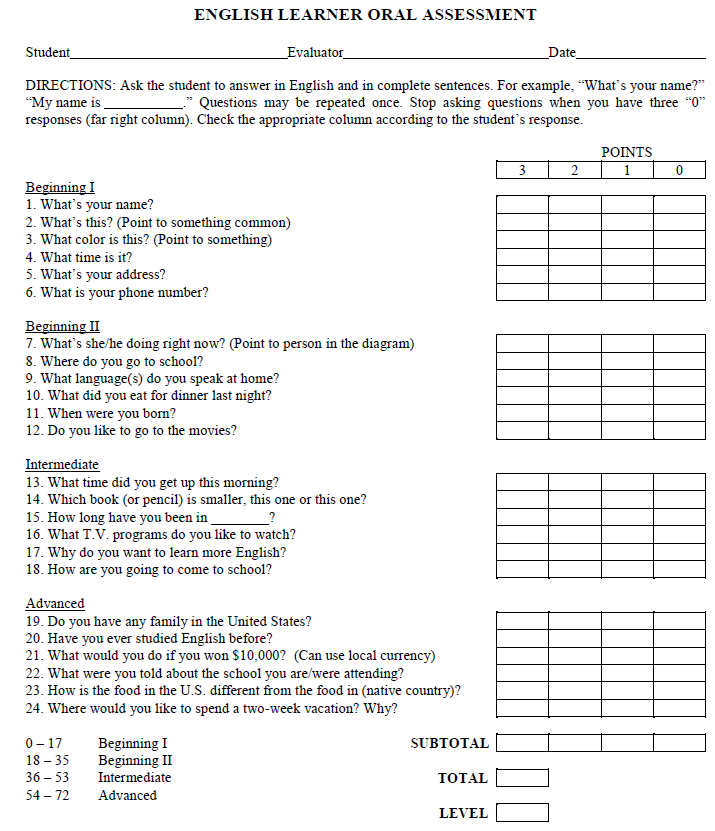 ENGLISH LEARNER ORAL ASSESSMENT
Student______________________________Evaluator____________________________Date__________________
DIRECTIONS: Ask the student to answer in English and in complete sentences. For example, “What’s your name?”
“My name is ___________.” Questions may be repeated once. Stop asking questions when you have three “0”
responses (far right column). Check the appropriate column according to the student’s response.
POINTS
3 2 1 0
Beginning I
1. What’s your name?
2. What’s this? (Point to something common)
3. What color is this? (Point to something)
4. What time is it?
5. What’s your address?
6. What is your phone number?
Beginning II
7. What’s she/he doing right now? (Point to person in the diagram)
8. Where do you go to school?
9. What language(s) do you speak at home?
10. What did you eat for dinner last night?
11. When were you born?
12. Do you like to go to the movies?
Intermediate
13. What time did you get up this morning?
14. Which book (or pencil) is smaller, this one or this one?
15. How long have you been in ________?
16. What T.V. programs do you like to watch?
17. Why do you want to learn more English?
18. How are you going to come to school?
Advanced
19. Do you have any family in the United States?
20. Have you ever studied English before?
21. What would you do if you won $10,000? (Can use local currency)
22. What were you told about the school you are/were attending?
23. How is the food in the U.S. different from the food in (native country)?
24. Where would you like to spend a two-week vacation? Why?
0 – 17 Beginning I SUBTOTAL
18 – 35 Beginning II
36 – 53 Intermediate TOTAL
54 – 72 Advanced
LEVEL